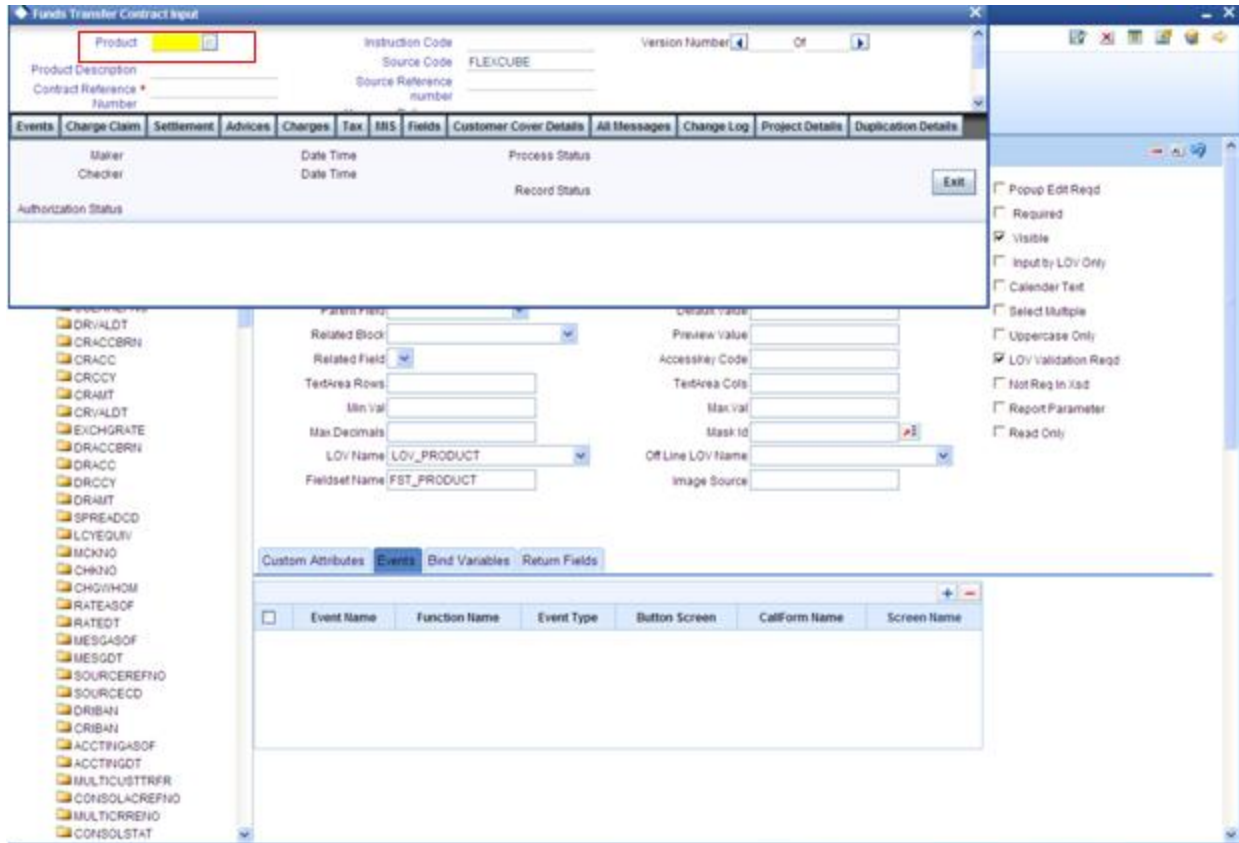 Funds Transfer Contract Input
Product
Instruction Code
Version Number Of
Source Code FLEXCUBE
Product Description
Source Reference number
Contract Reference * Number
Events Charge Claim Settlement Advices Charges Tax MIS Fields Customer Cover Details All Messages Change Log Project Details Duplication Details
Maker Date Time Process Status
Checker Date Time
Record Status
Exit
Authorization Status
Popup Edit Reqd
Required
Visible
Input by LOV Only
Calender Text
Select Multiple
Uppercase Only
LOV Validation Reqd
Not Req In Xsd
Report Parameter
Read Only
Parent Field Default Value
Related Block Preview Value
Related Field Accesskey Code
TextArea Rows TextArea Cols
Min Val Max Val
Max Decimals Mask Id
LOV Name LOV_PRODUCT Off Line LOV Name
Fieldset Name FST_PRODUCT Image Source
DRVALDT
CRACCBRN
CRACC
CRCCY
CRAMT
CRVALDT
EXCHGRATE
DRACCBRN
DRACC
DRCCY
DRAMT
SPREADCD
LCYEQUIV
MCKNO
CHKNO
CHGWHOM
RATEASOF
RATEDT
MESGASOF
MESGDT
SOURCEREFNO
SOURCECD
DRIBAN
CRIBAN
ACCTINGASOF
ACCTINGDT
MULTICUSTTRFR
CONSOLACREFNO
MULTICRRENO
CONSOLSTAT
Custom Attributes Events Bind Variables Return Fields
Event Name Function Name Event Type Button Screen CallForm Name Screen Name